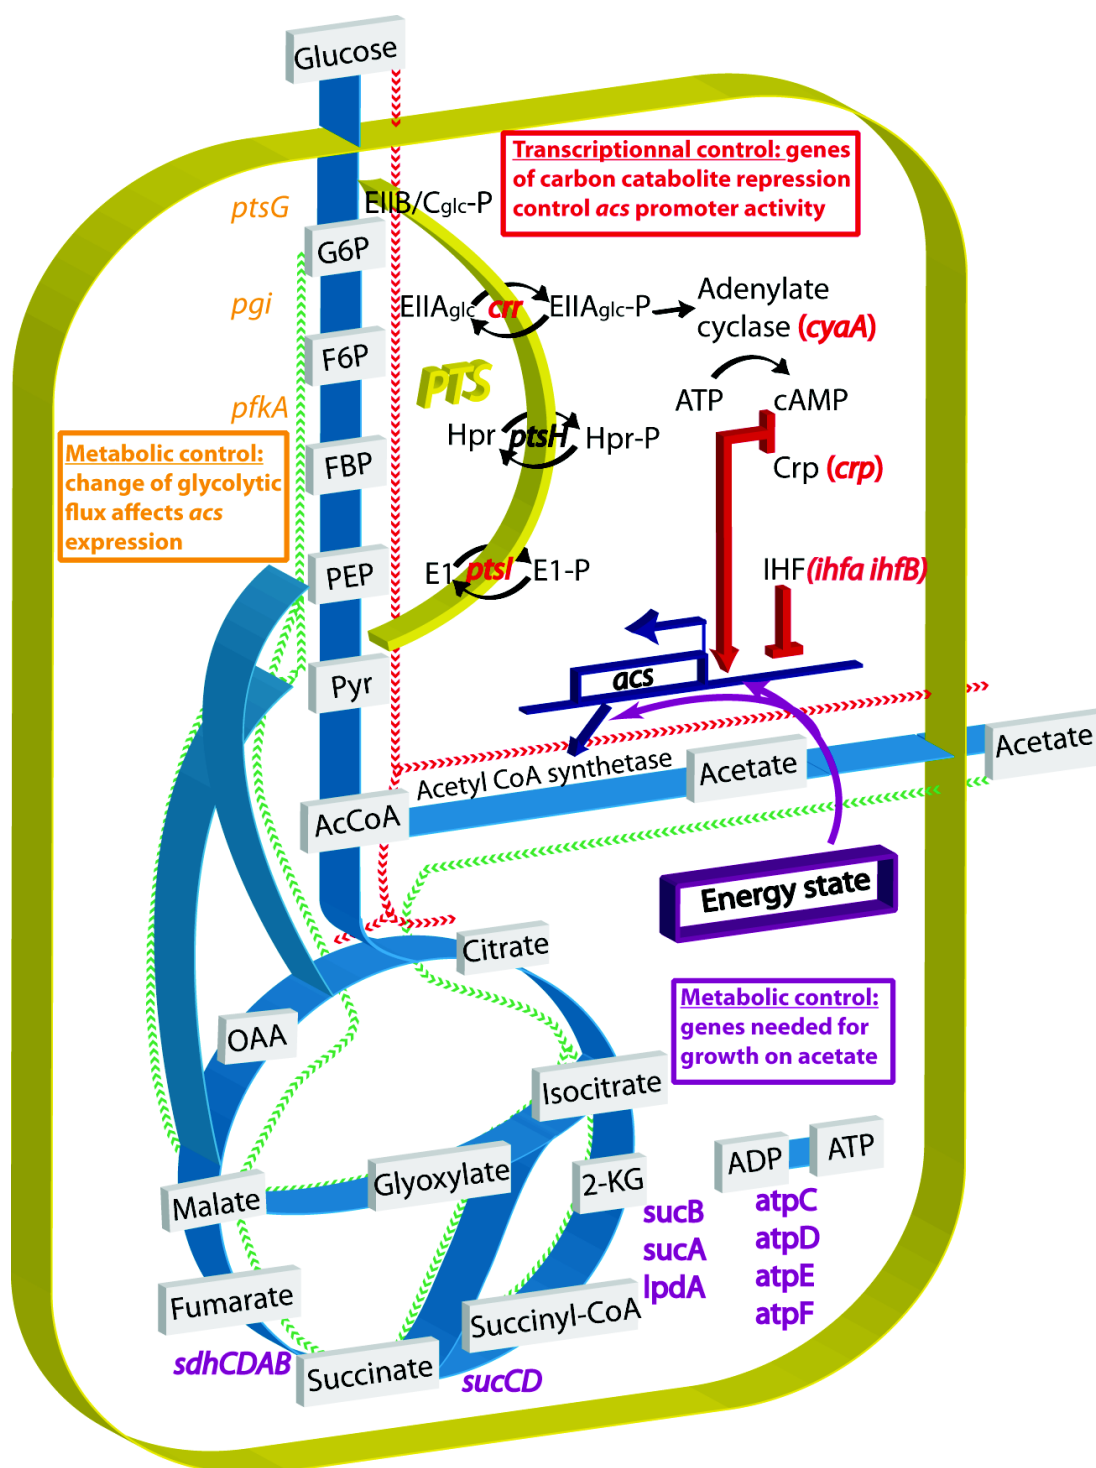 Glucose
Transcriptionnal control: genes
of carbon catabolite repression
control acs promoter activity
ptsG
EIIB/Cglc-P
G6P
pgi
EIIAglc
crr
EIIAglc-P
Adenylate
cyclase (cyaA)
F6P
PTS
ATP
cAMP
pfkA
Hpr
ptsH
Hpr-P
Crp (crp)
Metabolic control:
change of glycolytic
flux affects acs
expression
FBP
PEP
E1
ptsI
E1-P
IHF(ihfa ihfB)
Pyr
acs
Acetyl CoA synthetase
Acetate
Acetate
AcCoA
Energy state
Citrate
Metabolic control:
genes needed for
growth on acetate
OAA
Isocitrate
Glyoxylate
2-KG
ADP
ATP
Malate
sucB
sucA
lpdA
atpC
atpD
atpE
atpF
Fumarate
Succinyl-CoA
sdhCDAB
Succinate
sucCD